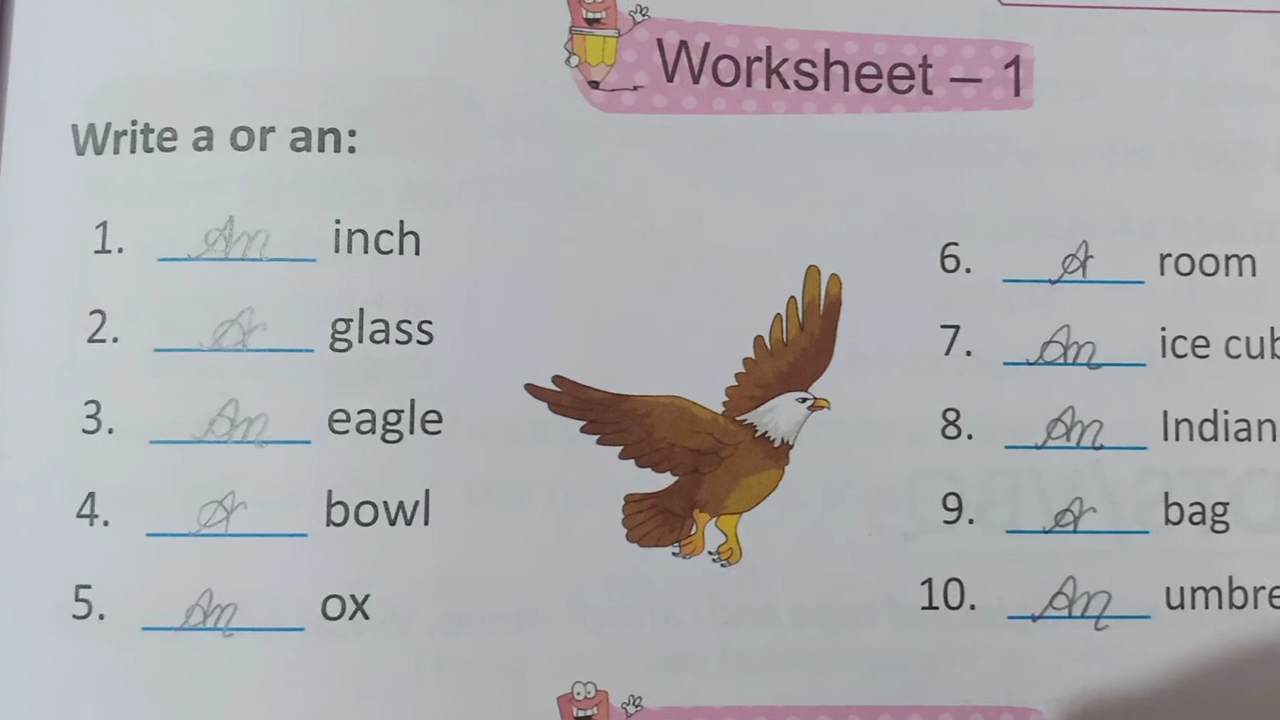 Worksheet – 1
Write a or an:
1. An inch
2. A glass
3. An eagle
4. A bowl
5. An ox
6. A room
7. An ice cub
8. An Indian
9. A bag
10. An umbre